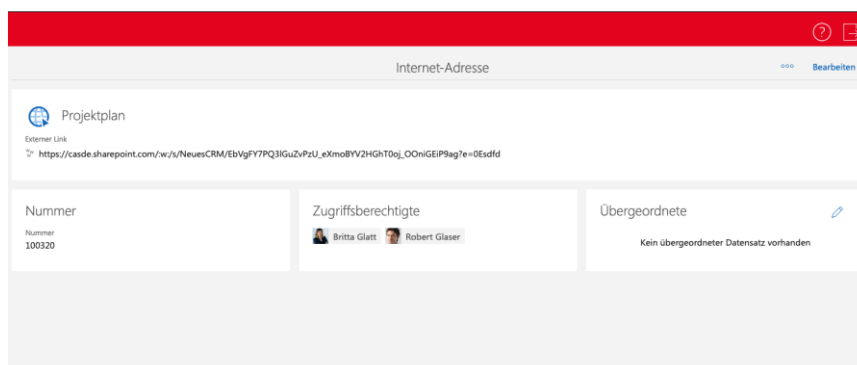 Internet-Adresse
Bearbeiten
Projektplan
Externer Link
https://casde.sharepoint.com/:w:/s/NeuesCRM/EbVgFY7PQ3lGuZvPzU_eXmoBYV2HGhT0oj_OOniGEiP9ag?e=0Esdfd
Nummer
Nummer
100320
Zugriffsberechtigte
Britta Glatt Robert Glaser
Übergeordnete
Kein übergeordneter Datensatz vorhanden